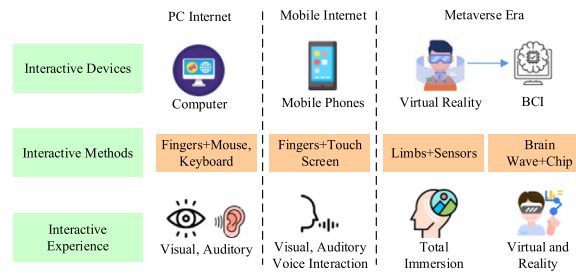 PC Internet
Mobile Internet
Metaverse Era
Interactive Devices
Computer
Mobile Phones
Virtual Reality
BCI
Interactive Methods
Fingers+Mouse,
Keyboard
Fingers+Touch
Screen
Limbs+Sensors
Brain
Wave+Chip
Interactive
Experience
Visual, Auditory
Visual, Auditory
Voice Interaction
Total
Immersion
Virtual and
Reality